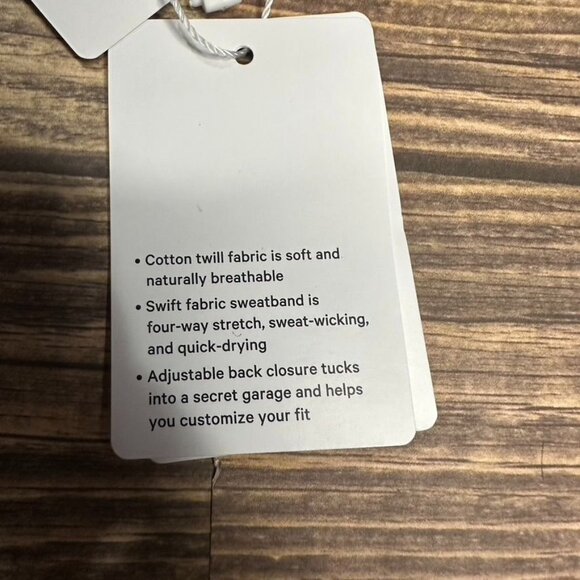 • Cotton twill fabric is soft and
naturally breathable
• Swift fabric sweatband is
four-way stretch, sweat-wicking,
and quick-drying
• Adjustable back closure tucks
into a secret garage and helps
you customize your fit